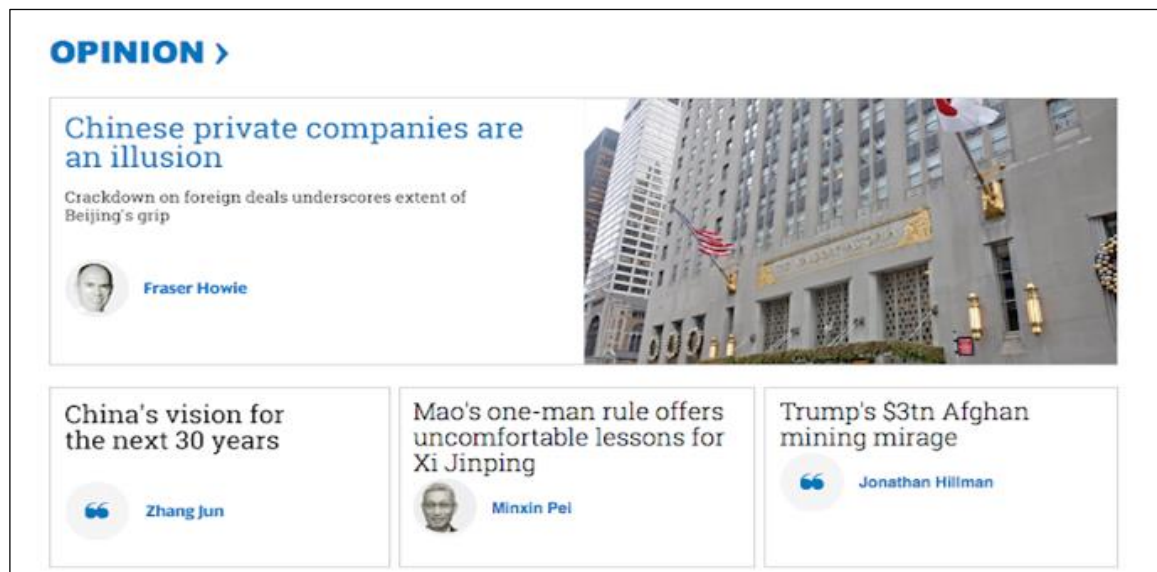 OPINION >
Chinese private companies are
an illusion
Crackdown on foreign deals underscores extent of
Beijing's grip
Fraser Howie
China's vision for
the next 30 years
Zhang Jun
Mao's one-man rule offers
uncomfortable lessons for
Xi Jinping
Minxin Pei
Trump's $3tn Afghan
mining mirage
Jonathan Hillman